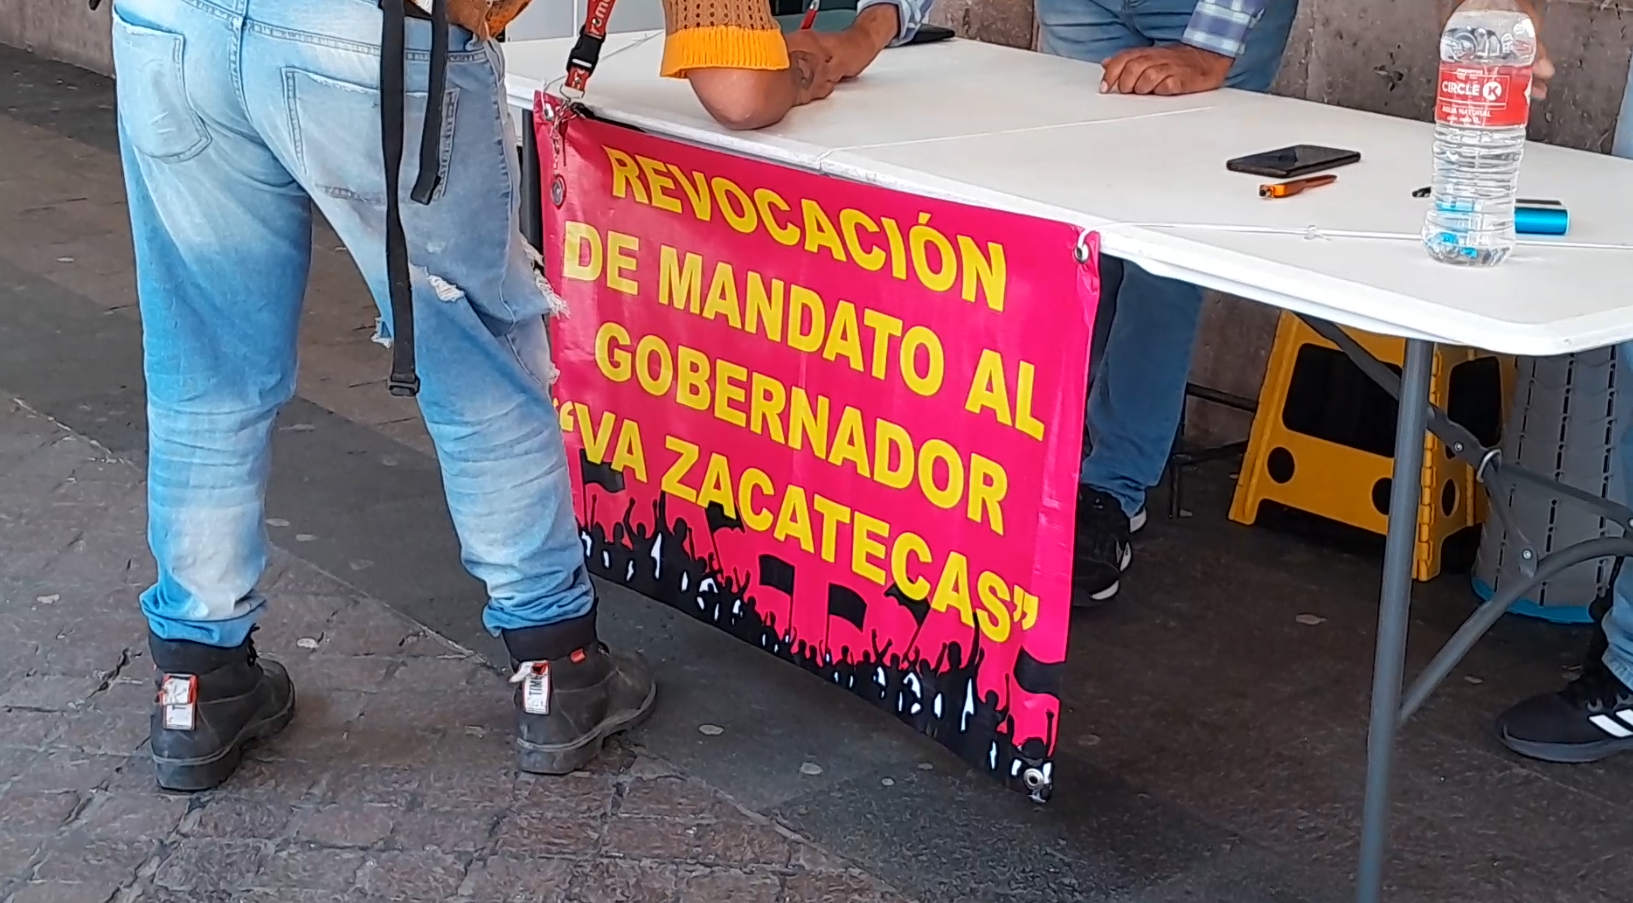 REVOCACIÓN
DE MANDATO AL
GOBERNADOR
“VA ZACATECAS”
CIRCLE K